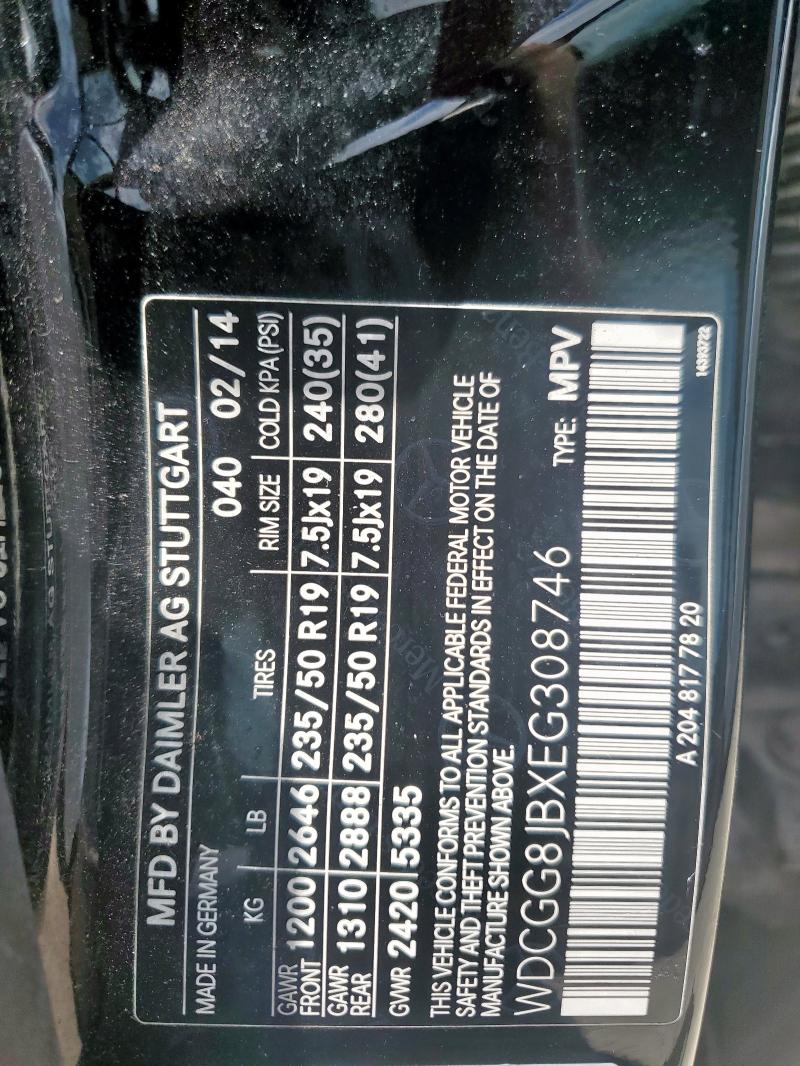 MFD BY DAIMLER AG STUTTGART
MADE IN GERMANY 040 02/14
KG LB TIRES RIM SIZE COLD KPA (PSI)
GAWR FRONT 1200 2646 235/50 R19 7.5Jx19 240(35)
GAWR REAR 1310 2888 235/50 R19 7.5Jx19 280(41)
GVWR 2420 5335
THIS VEHICLE CONFORMS TO ALL APPLICABLE FEDERAL MOTOR VEHICLE
SAFETY AND THEFT PREVENTION STANDARDS IN EFFECT ON THE DATE OF
MANUFACTURE SHOWN ABOVE.
WDCGG8JBXEG308746 TYPE: MPV
A 204 817 78 20 14393722